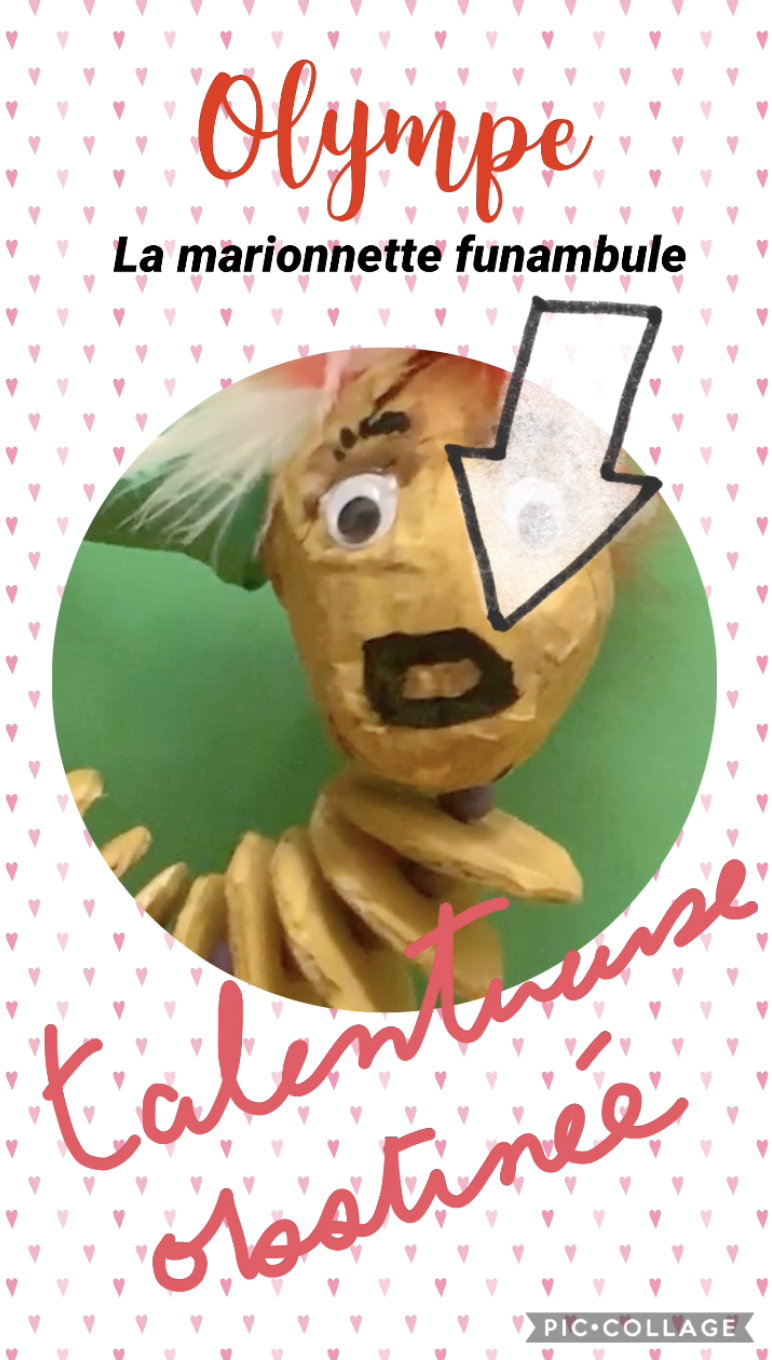 Olympe
La marionnette funambule
talentueuse
obstinée
PIC•COLLAGE